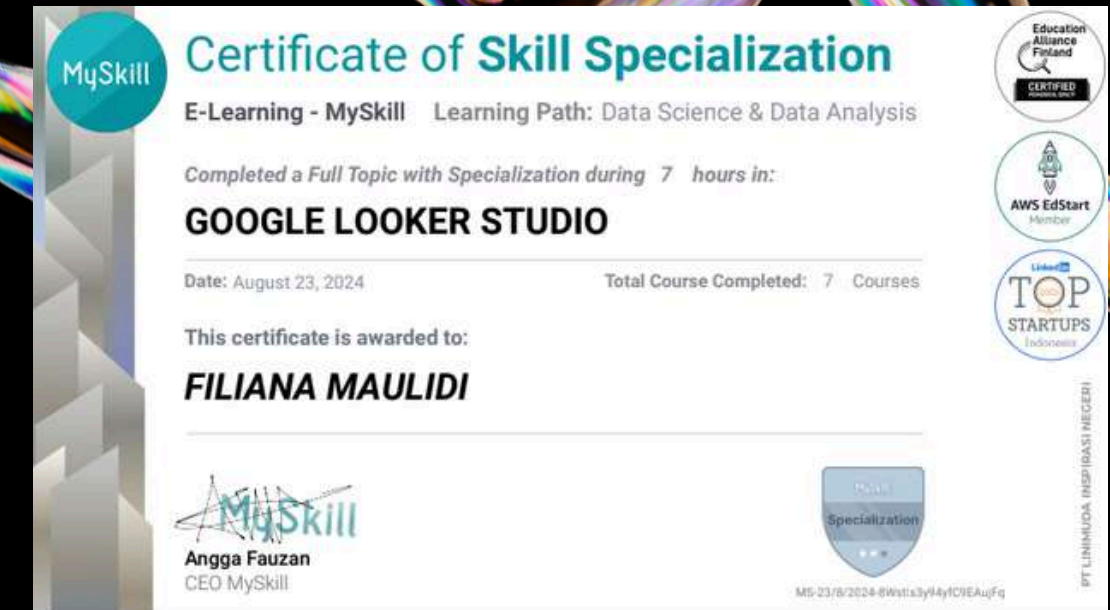 MySkill
Certificate of Skill Specialization
E-Learning - MySkill Learning Path: Data Science & Data Analysis
Completed a Full Topic with Specialization during 7 hours in:
GOOGLE LOOKER STUDIO
Date: August 23, 2024 Total Course Completed: 7 Courses
This certificate is awarded to:
FILIANA MAULIDI
MySkill
Angga Fauzan
CEO MySkill
MySkill
Specialization
Education
Alliance
Finland
CERTIFIED
AWS EdStart
Member
LinkedIn
TOP
STARTUPS
Indonesia
PT LINIMUDA INSPIRASI NEGERI